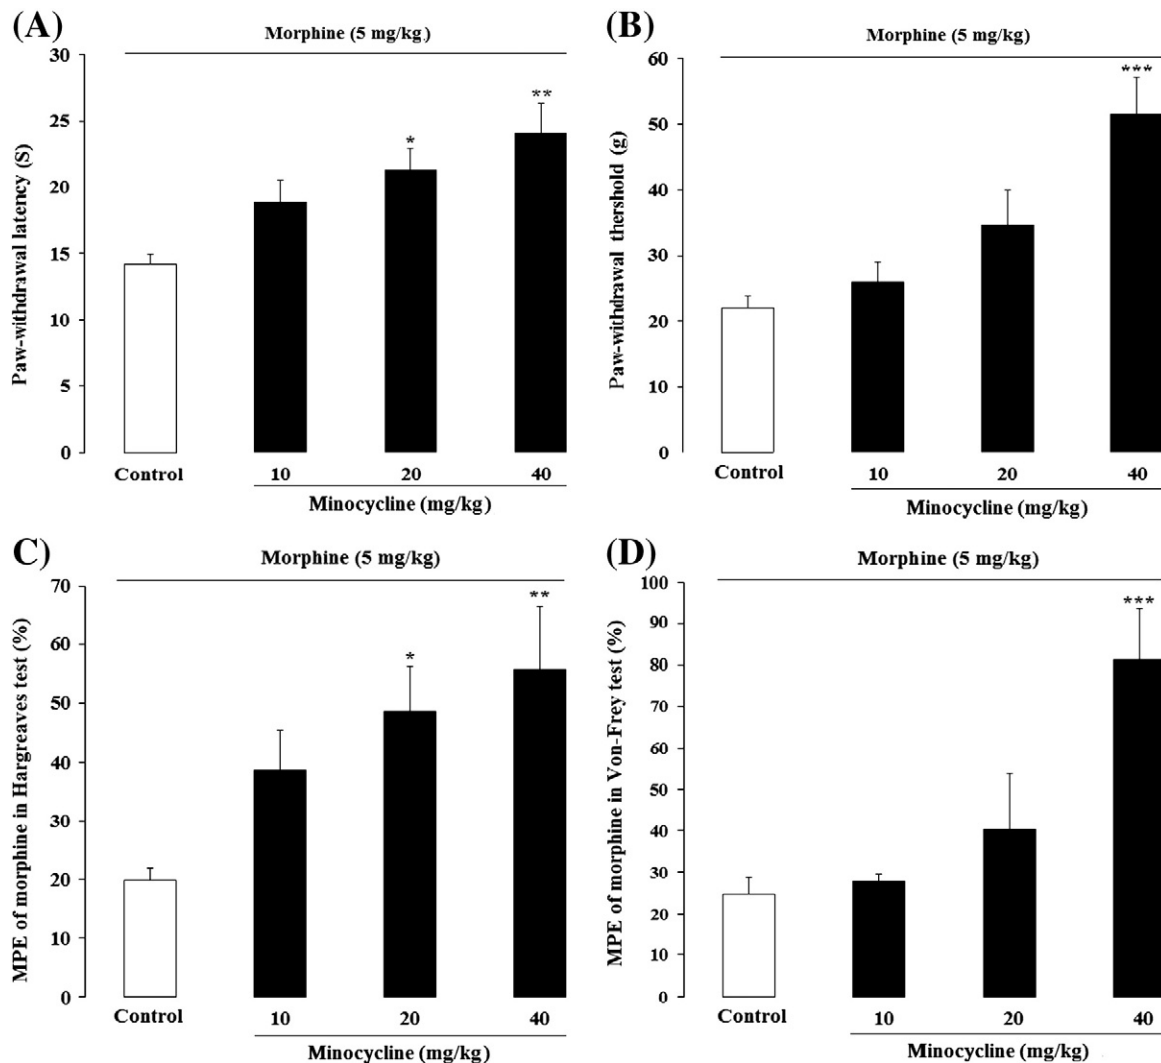 (A)
Morphine (5 mg/kg)
Paw-withdrawal latency (S)
30
25
20
15
10
5
0
*
**
Control
10 20 40
Minocycline (mg/kg)
(B)
Morphine (5 mg/kg)
Paw-withdrawal thershold (g)
60
50
40
30
20
10
0
***
Control
10 20 40
Minocycline (mg/kg)
(C)
Morphine (5 mg/kg)
MPE of morphine in Hargreaves test (%)
70
60
50
40
30
20
10
0
*
**
Control
10 20 40
Minocycline (mg/kg)
(D)
Morphine (5 mg/kg)
MPE of morphine in Von-Frey test (%)
100
90
80
70
60
50
40
30
20
10
0
***
Control
10 20 40
Minocycline (mg/kg)